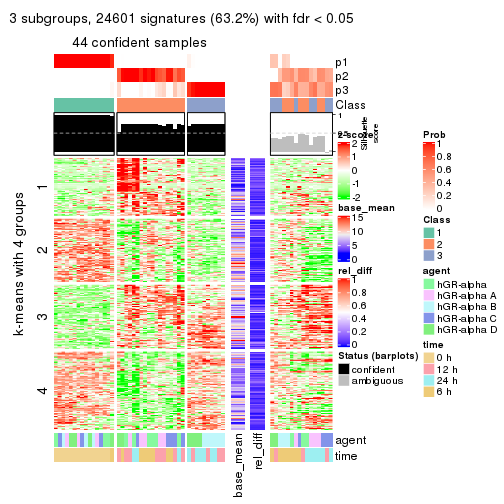 3 subgroups, 24601 signatures (63.2%) with fdr < 0.05
44 confident samples
p1
p2
p3
Class
1
Silhouette
score
k-means with 4 groups
1
2
3
4
agent
time
base_mean
rel_diff
agent
time
z-score
2
1
0
-1
-2
base_mean
15
10
5
0
rel_diff
1
0.8
0.6
0.4
0.2
0
Status (barplots)
confident
ambiguous
Prob
1
0.8
0.6
0.4
0.2
0
Class
1
2
3
agent
hGR-alpha
hGR-alpha A
hGR-alpha B
hGR-alpha C
hGR-alpha D
time
0 h
12 h
24 h
6 h